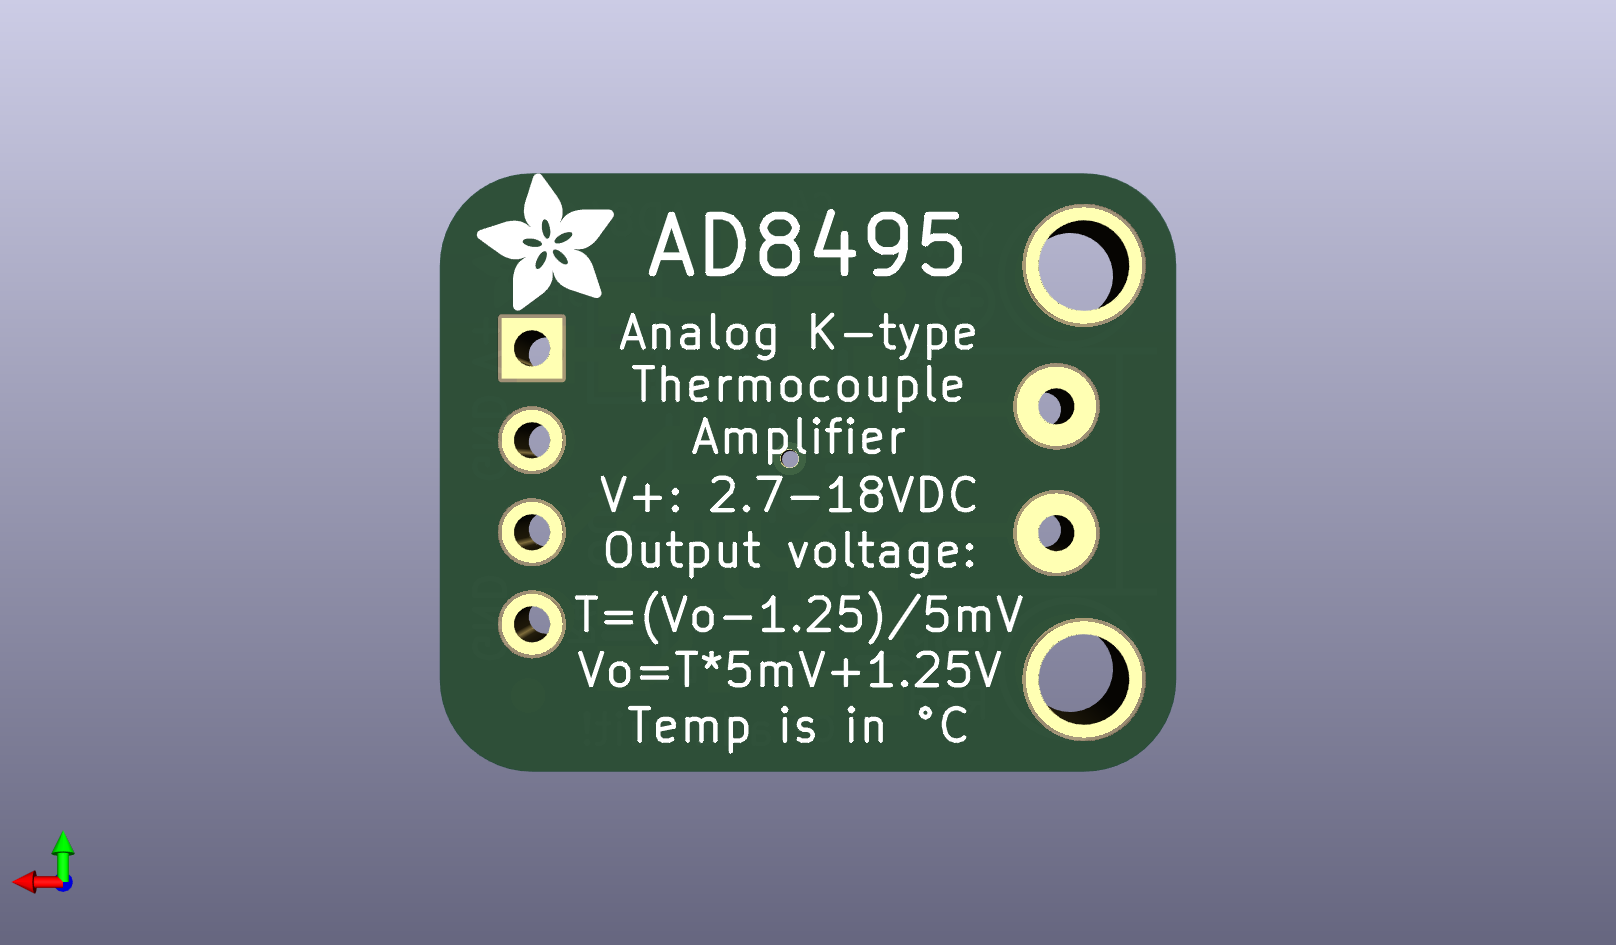 AD8495
Analog K-type
Thermocouple
Amplifier
V+: 2.7-18VDC
Output voltage:
T=(Vo-1.25)/5mV
Vo=T*5mV+1.25V
Temp is in °C